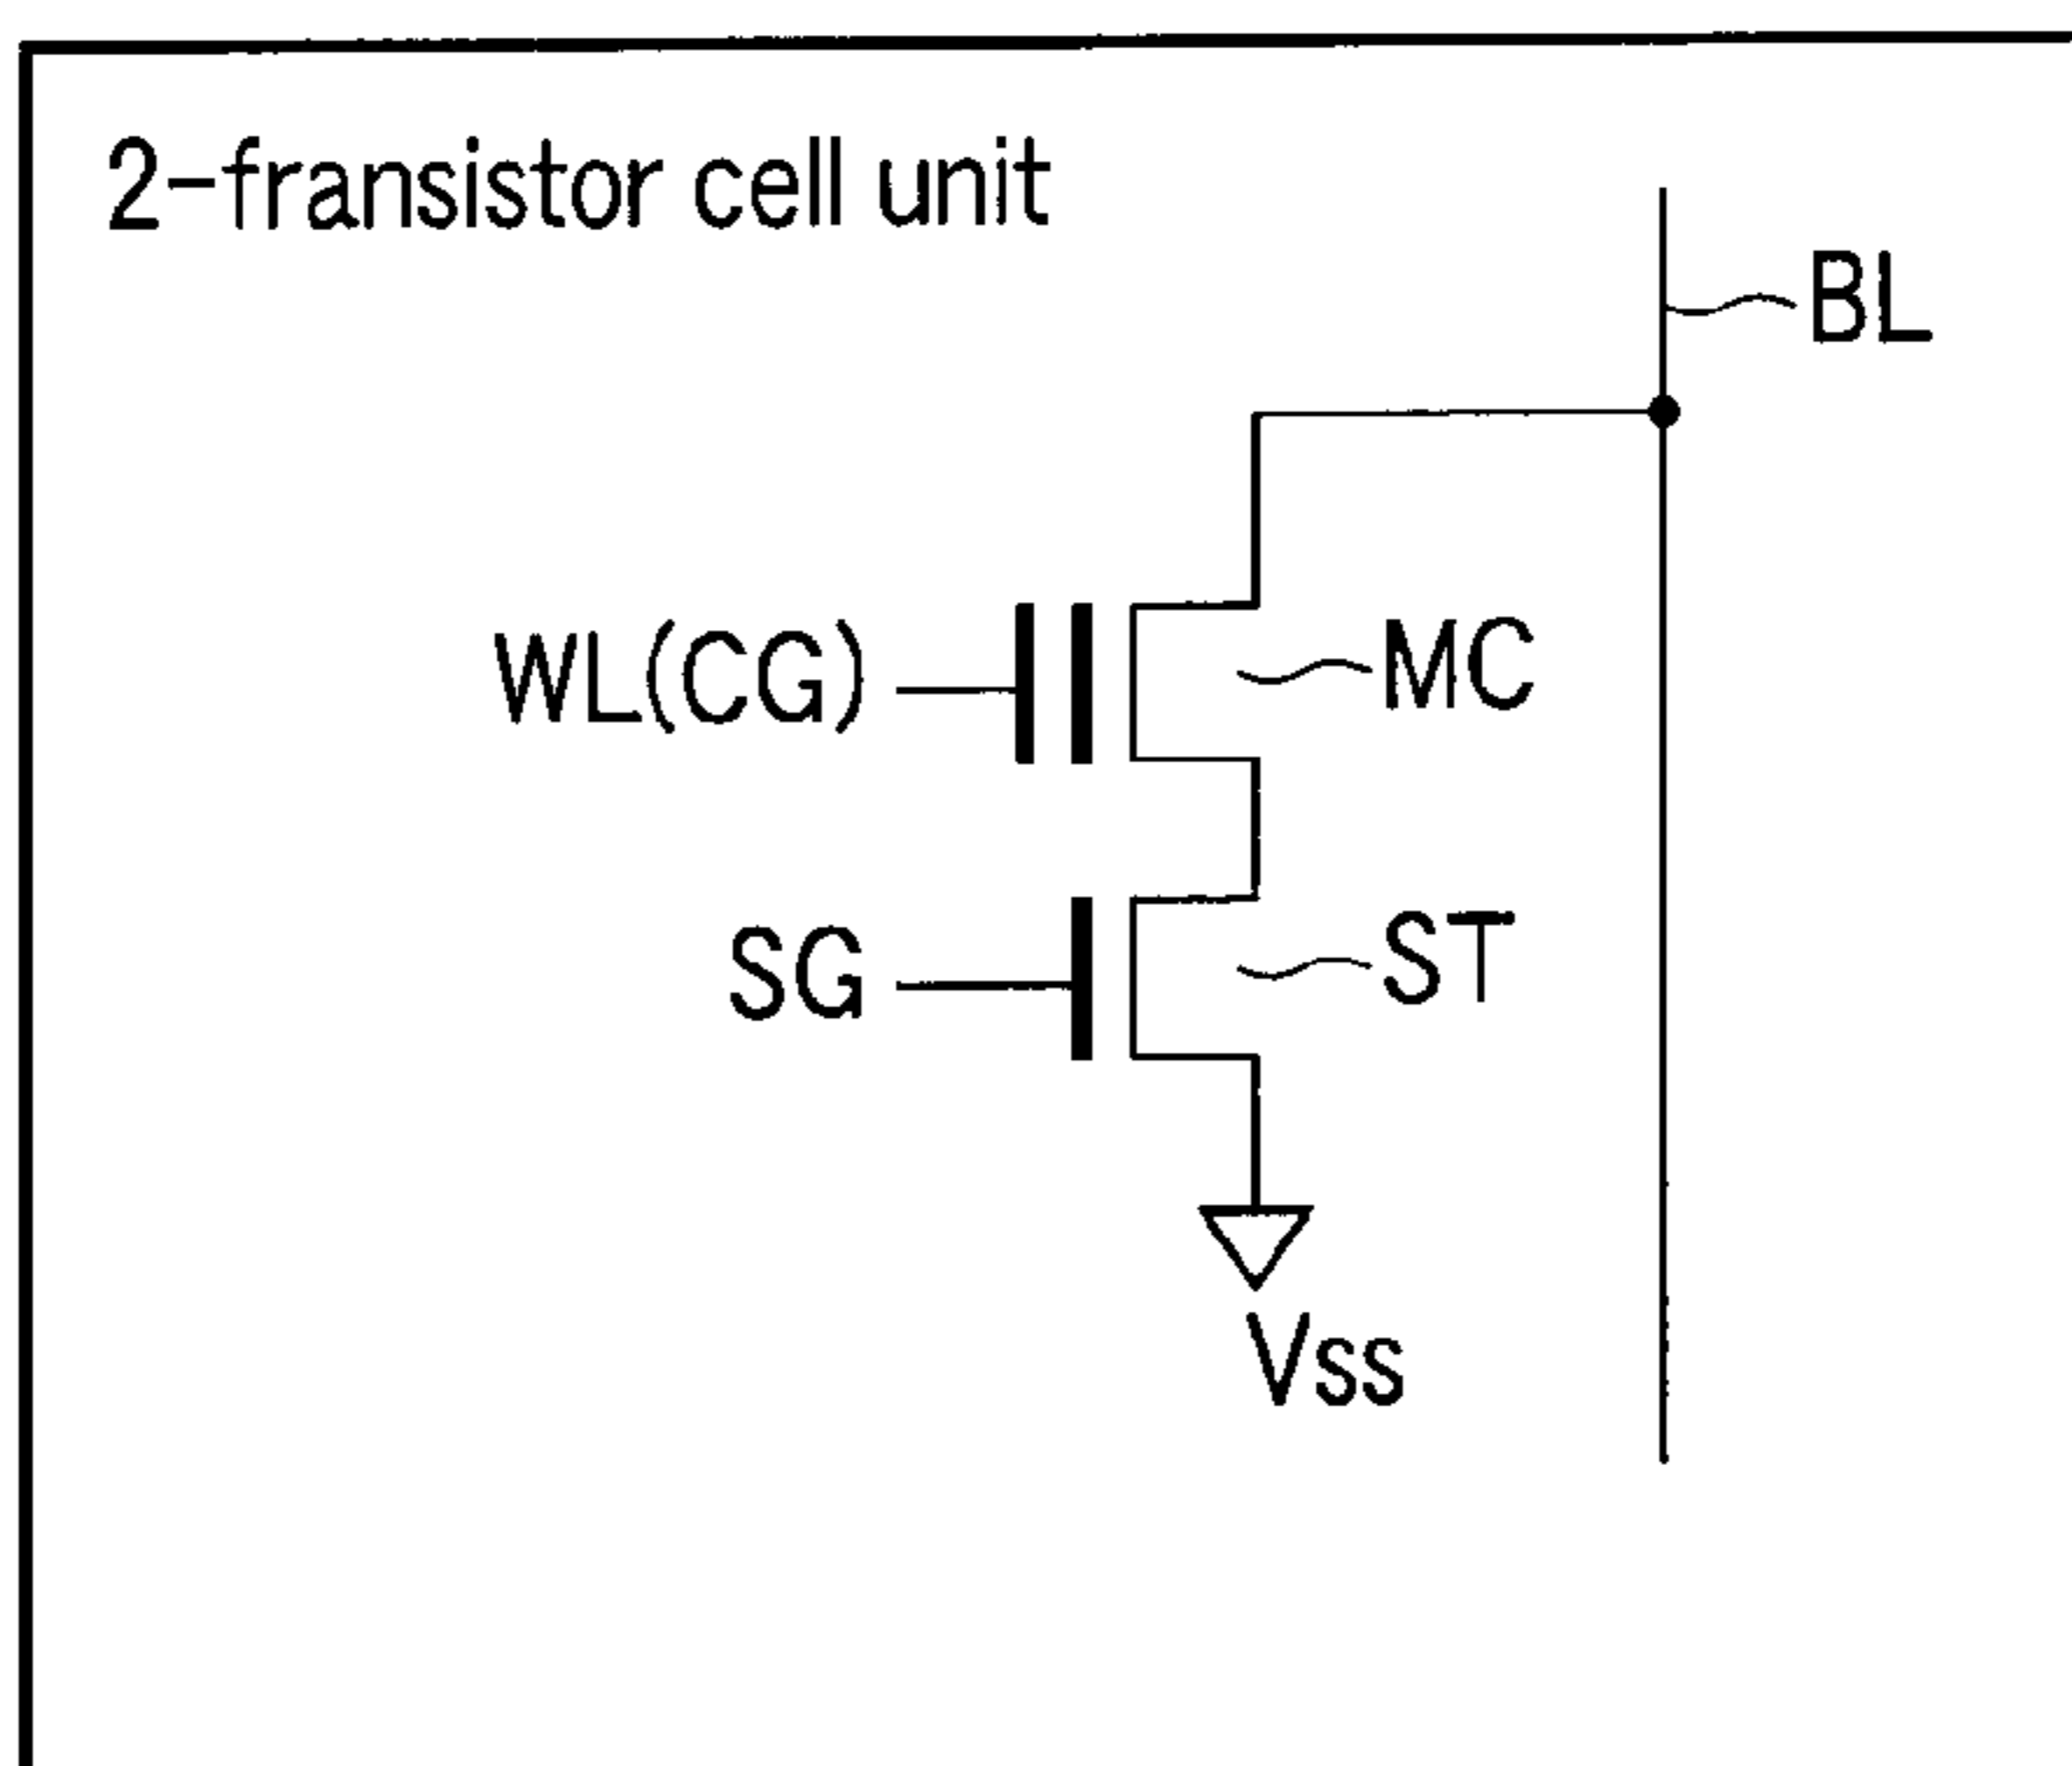 2-fransistor cell unit
BL
WL(CG)
MC
SG
ST
Vss